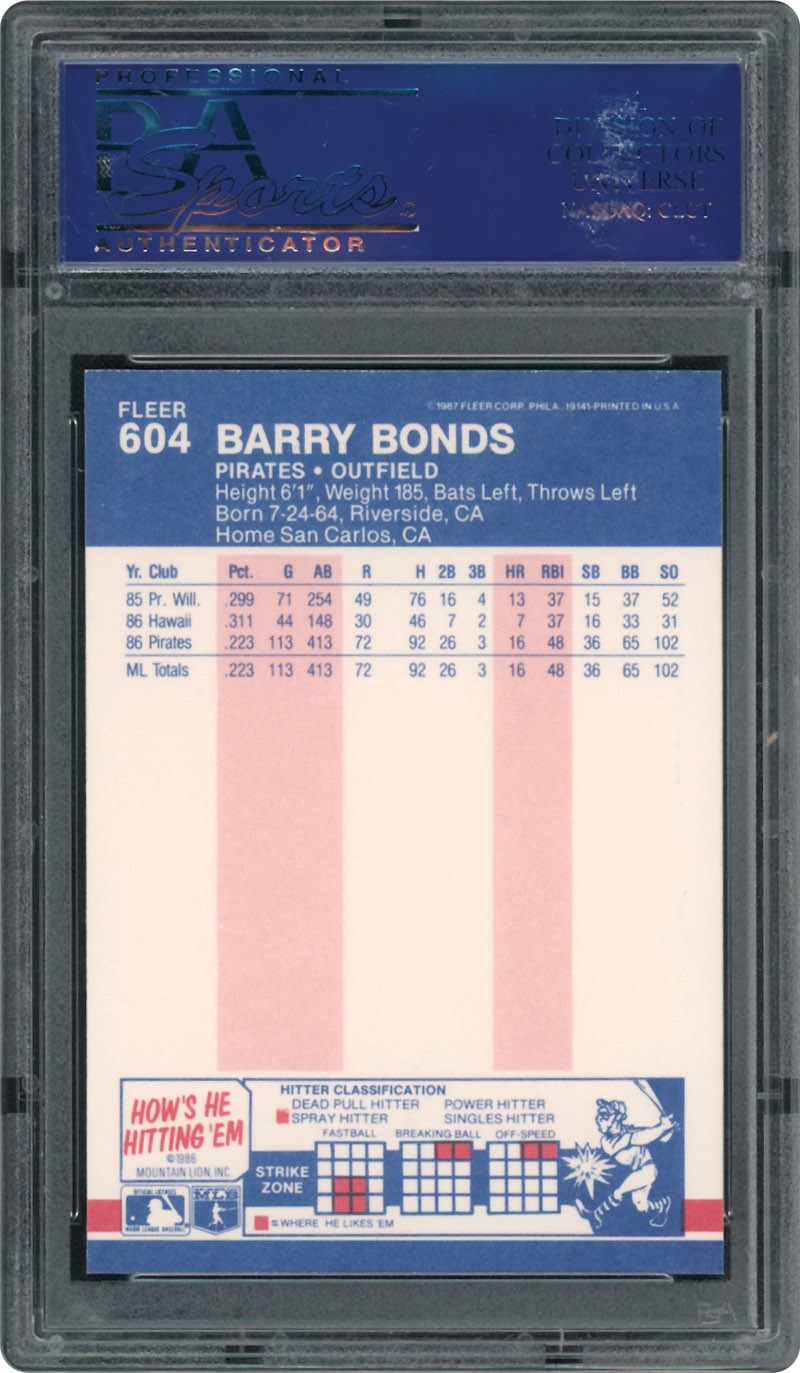 PROFESSIONAL
PSA
Sports
AUTHENTICATOR
A
DIVISION OF
COLLECTORS
UNIVERSE
NASDAQ: CLCT
FLEER
604
© 1987 FLEER CORP. PHILA. 19141-PRINTED IN U S A
BARRY BONDS
PIRATES • OUTFIELD
Height 6'1", Weight 185, Bats Left, Throws Left
Born 7-24-64, Riverside, CA
Home San Carlos, CA
Yr. Club Pct. G AB R H 2B 3B HR RBI SB BB SO
85 Pr. Will. .299 71 254 49 76 16 4 13 37 15 37 52
86 Hawaii .311 44 148 30 46 7 2 7 37 16 33 31
86 Pirates .223 113 413 72 92 26 3 16 48 36 65 102
ML Totals .223 113 413 72 92 26 3 16 48 36 65 102
HOW'S HE
HITTING 'EM
©1986
MOUNTAIN LION, INC.
HITTER CLASSIFICATION
DEAD PULL HITTER POWER HITTER
SPRAY HITTER SINGLES HITTER
FASTBALL BREAKING BALL OFF-SPEED
STRIKE
ZONE
= WHERE HE LIKES 'EM
OFFICIAL LICENSEE
MAJOR LEAGUE BASEBALL
MLB
PSA